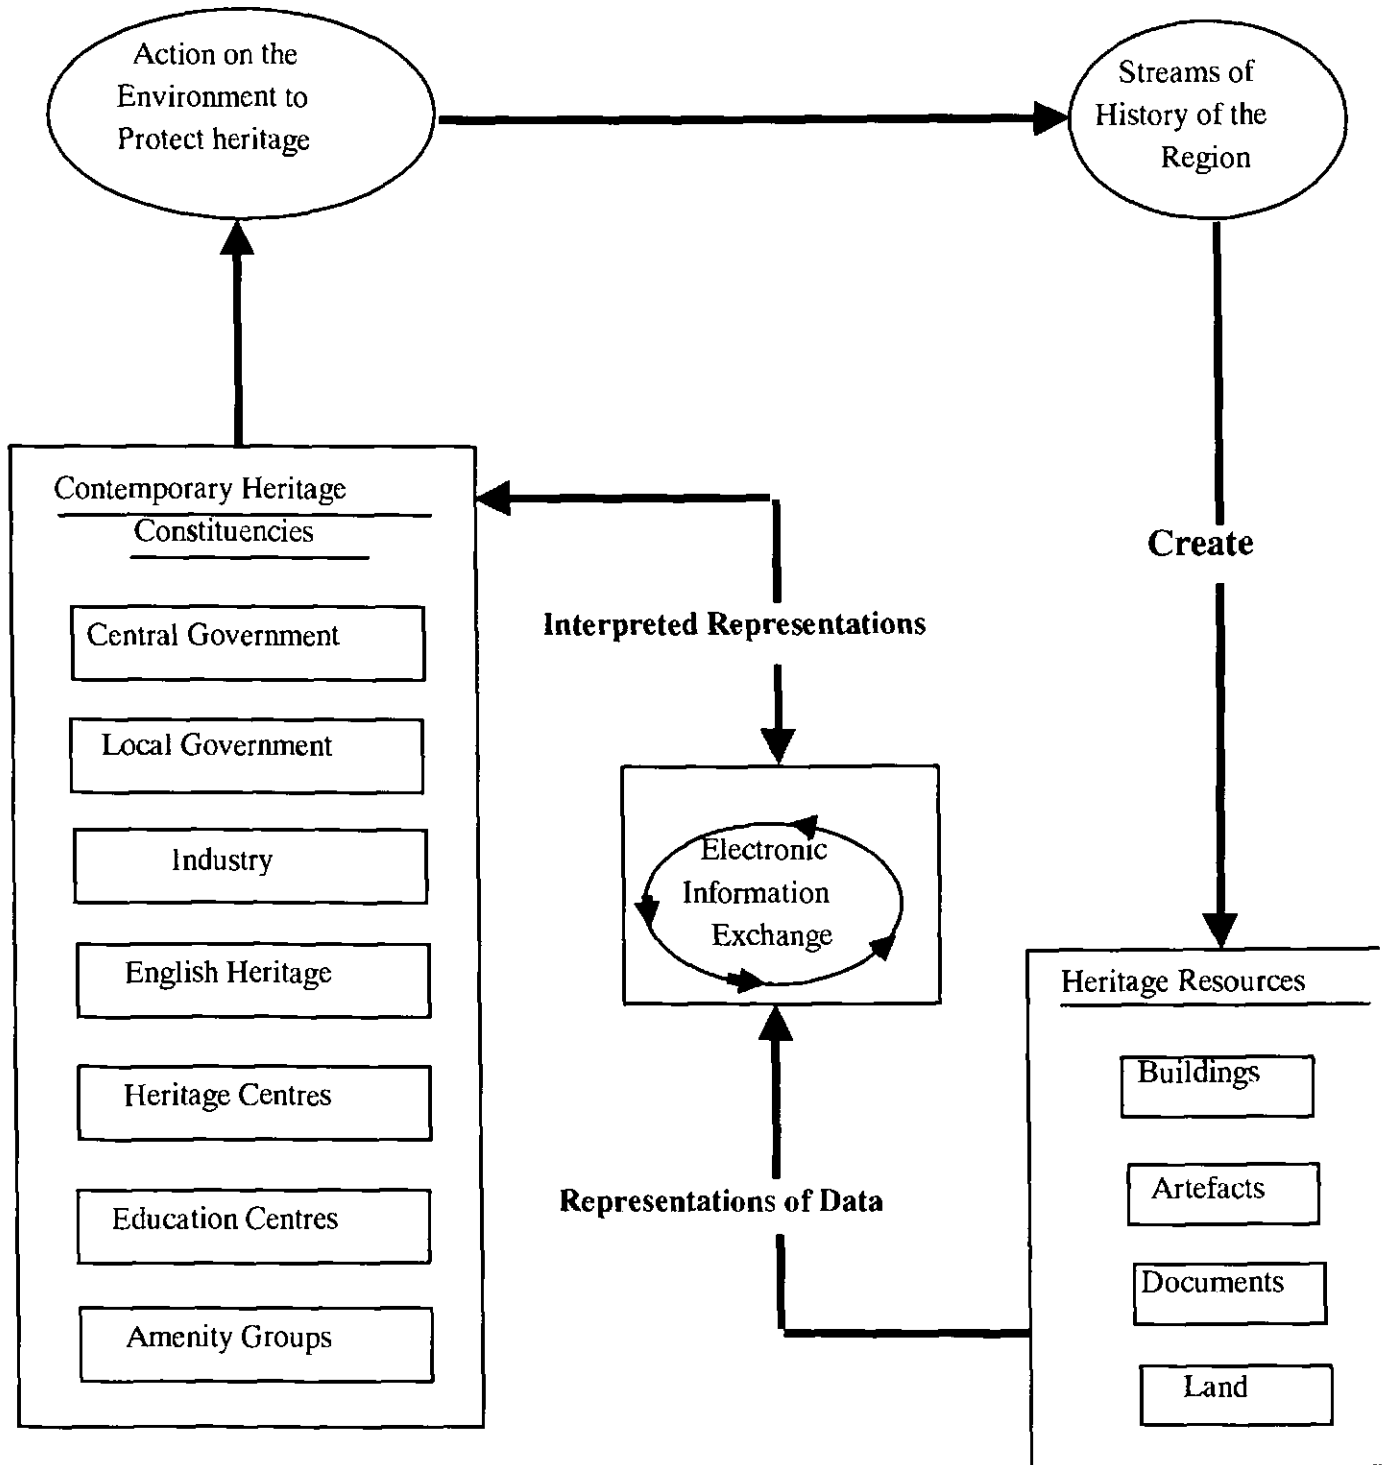 Action on the
Environment to
Protect heritage
Streams of
History of the
Region
Contemporary Heritage
Constituencies
Central Government
Local Government
Industry
English Heritage
Heritage Centres
Education Centres
Amenity Groups
Interpreted Representations
Electronic
Information
Exchange
Representations of Data
Create
Heritage Resources
Buildings
Artefacts
Documents
Land